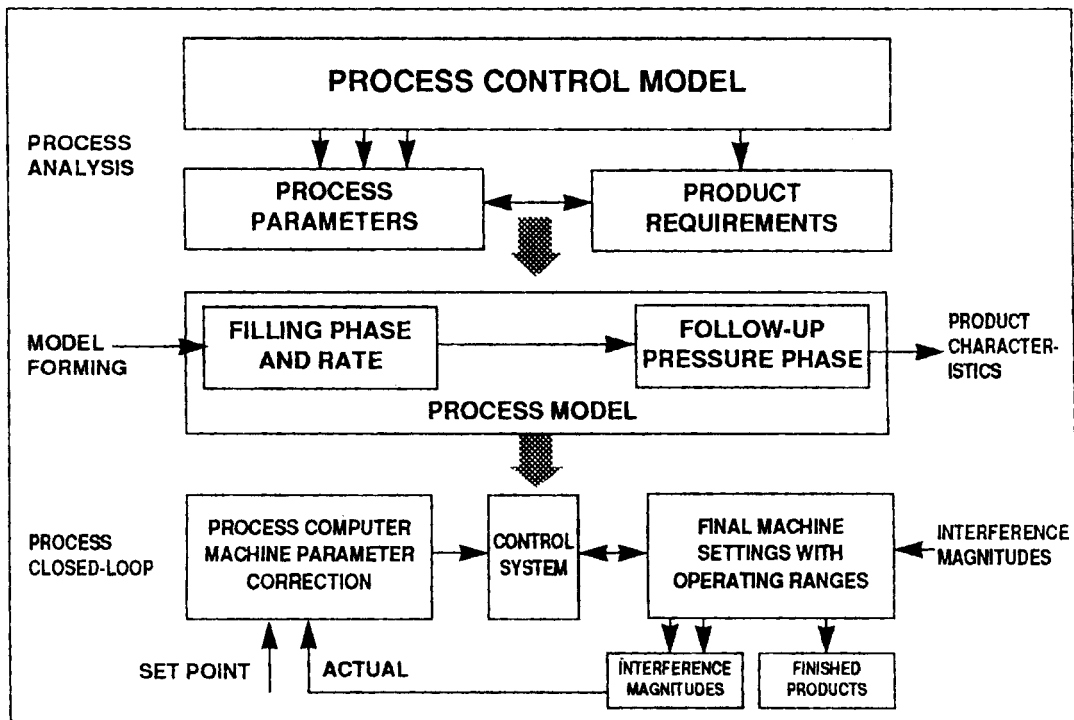 PROCESS CONTROL MODEL
PROCESS
ANALYSIS
PROCESS
PARAMETERS
PRODUCT
REQUIREMENTS
MODEL
FORMING
FILLING PHASE
AND RATE
FOLLOW-UP
PRESSURE PHASE
PRODUCT
CHARACTER-
ISTICS
PROCESS MODEL
PROCESS
CLOSED-LOOP
PROCESS COMPUTER
MACHINE PARAMETER
CORRECTION
CONTROL
SYSTEM
FINAL MACHINE
SETTINGS WITH
OPERATING RANGES
INTERFERENCE
MAGNITUDES
SET POINT
ACTUAL
INTERFERENCE
MAGNITUDES
FINISHED
PRODUCTS